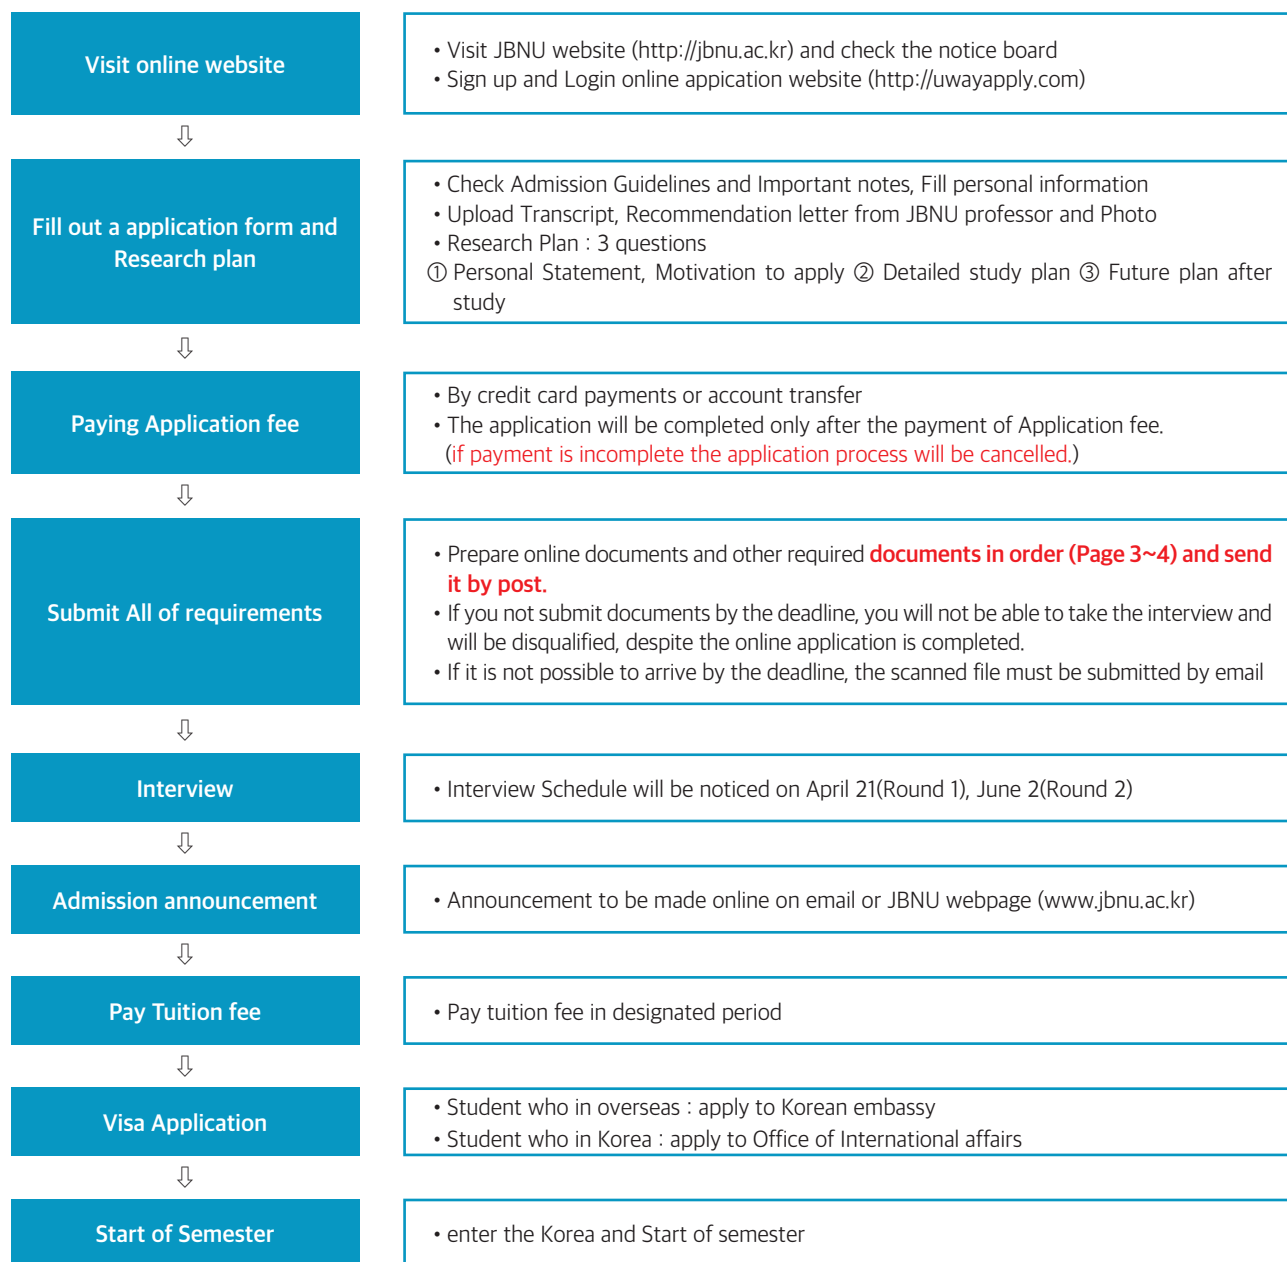 Visit online website
• Visit JBNU website (http://jbnu.ac.kr) and check the notice board
• Sign up and Login online appication website (http://uwayapply.com)
⇩
Fill out a application form and
Research plan
• Check Admission Guidelines and Important notes, Fill personal information
• Upload Transcript, Recommendation letter from JBNU professor and Photo
• Research Plan : 3 questions
① Personal Statement, Motivation to apply ② Detailed study plan ③ Future plan after
study
⇩
Paying Application fee
• By credit card payments or account transfer
• The application will be completed only after the payment of Application fee.
(if payment is incomplete the application process will be cancelled.)
⇩
Submit All of requirements
• Prepare online documents and other required documents in order (Page 3~4) and send
it by post.
• If you not submit documents by the deadline, you will not be able to take the interview and
will be disqualified, despite the online application is completed.
• If it is not possible to arrive by the deadline, the scanned file must be submitted by email
⇩
Interview
• Interview Schedule will be noticed on April 21(Round 1), June 2(Round 2)
⇩
Admission announcement
• Announcement to be made online on email or JBNU webpage (www.jbnu.ac.kr)
⇩
Pay Tuition fee
• Pay tuition fee in designated period
⇩
Visa Application
• Student who in overseas : apply to Korean embassy
• Student who in Korea : apply to Office of International affairs
⇩
Start of Semester
• enter the Korea and Start of semester